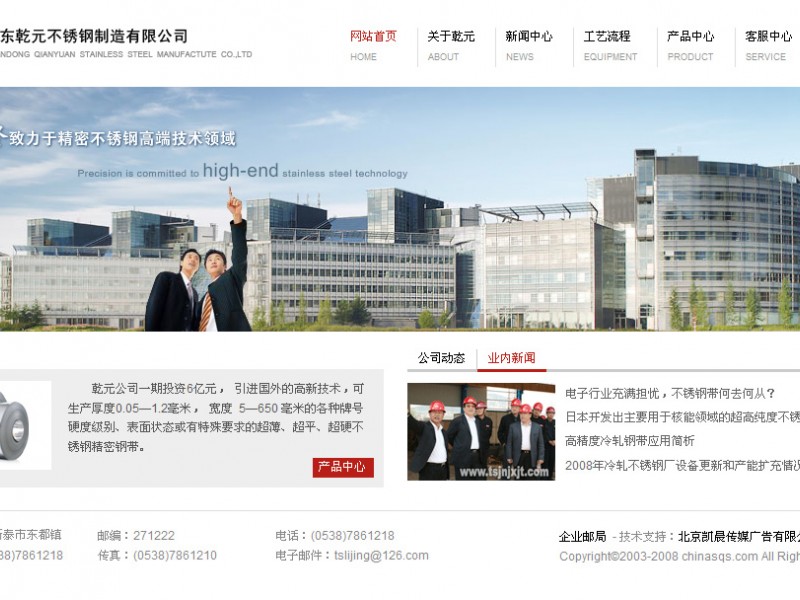 东乾元不锈钢制造有限公司
NDONG QIANYUAN STAINLESS STEEL MANUFACTUTE CO.,LTD
网站首页 关于乾元 新闻中心 工艺流程 产品中心 客服中心
HOME ABOUT NEWS EQUIPMENT PRODUCT SERVICE
致力于精密不锈钢高端技术领域
Precision is committed to high-end stainless steel technology
公司动态 业内新闻
乾元公司一期投资6亿元， 引进国外的高新技术，可
生产厚度0.05—1.2毫米， 宽度 5—650 毫米的各种牌号
硬度级别、表面状态或有特殊要求的超薄、超平、超硬不
锈钢精密钢带。
产品中心
www.tsjnjxjt.com
电子行业充满担忧，不锈钢带何去何从？
日本开发出主要用于核能领域的超高纯度不锈
高精度冷轧钢带应用简析
2008年冷轧不锈钢厂设备更新和产能扩充情况
新泰市东都镇 邮编：271222 电话：(0538)7861218 企业邮局 - 技术支持：北京凯晨传媒广告有限公
38)7861218 传真：(0538)7861210 电子邮件：tslijing@126.com Copyright©2003-2008 chinasqs.com All Righ